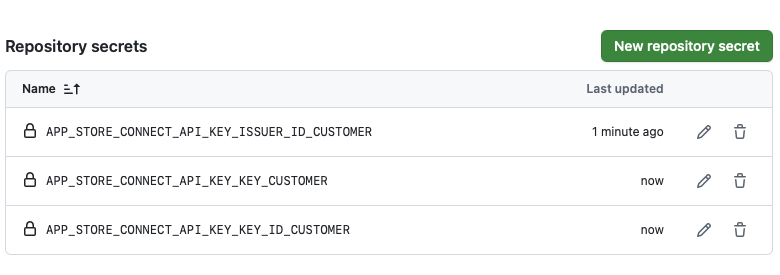 Repository secrets
New repository secret
Name
Last updated
APP_STORE_CONNECT_API_KEY_ISSUER_ID_CUSTOMER
1 minute ago
APP_STORE_CONNECT_API_KEY_KEY_CUSTOMER
now
APP_STORE_CONNECT_API_KEY_KEY_ID_CUSTOMER
now